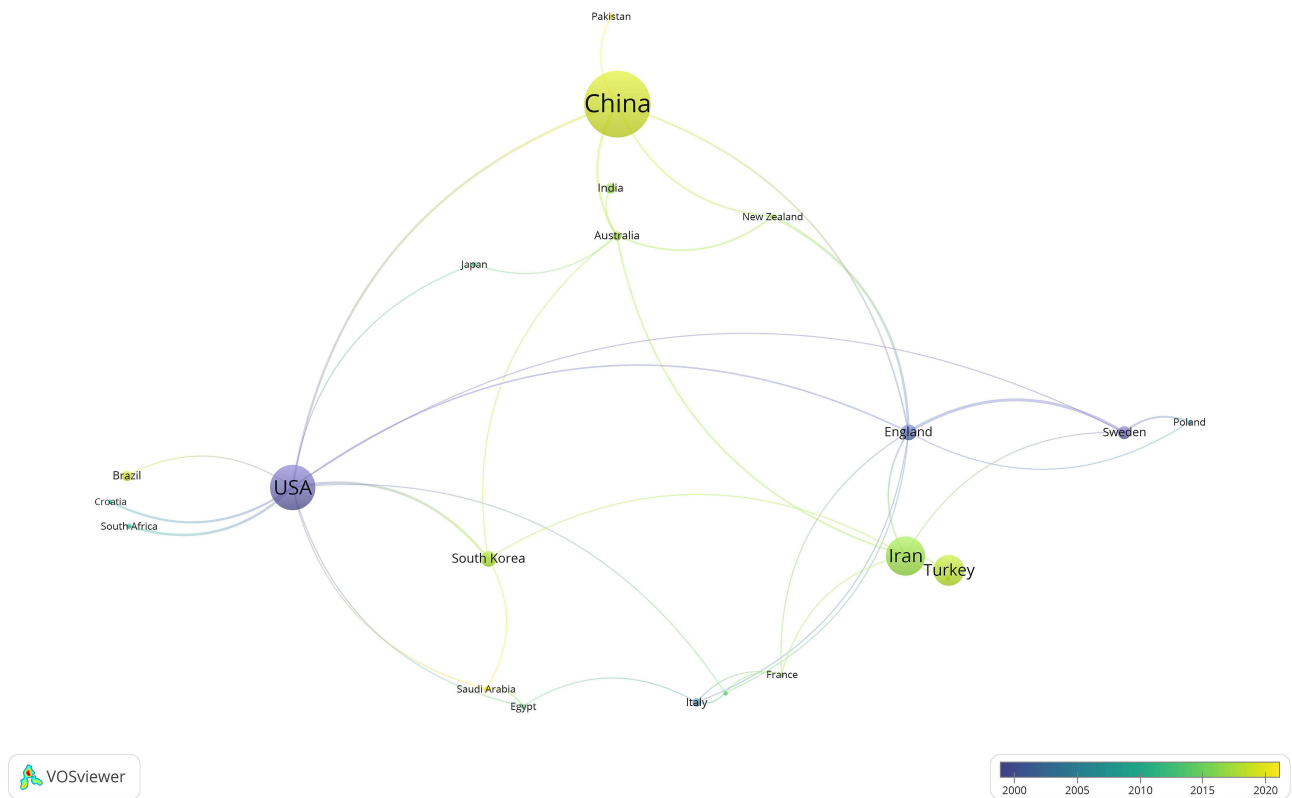 Pakistan
China
India
New Zealand
Australia
Japan
Poland
England
Sweden
Brazil
USA
Croatia
South Africa
South Korea
Iran
Turkey
France
Saudi Arabia
Italy
Egypt
VOSviewer
2000 2005 2010 2015 2020